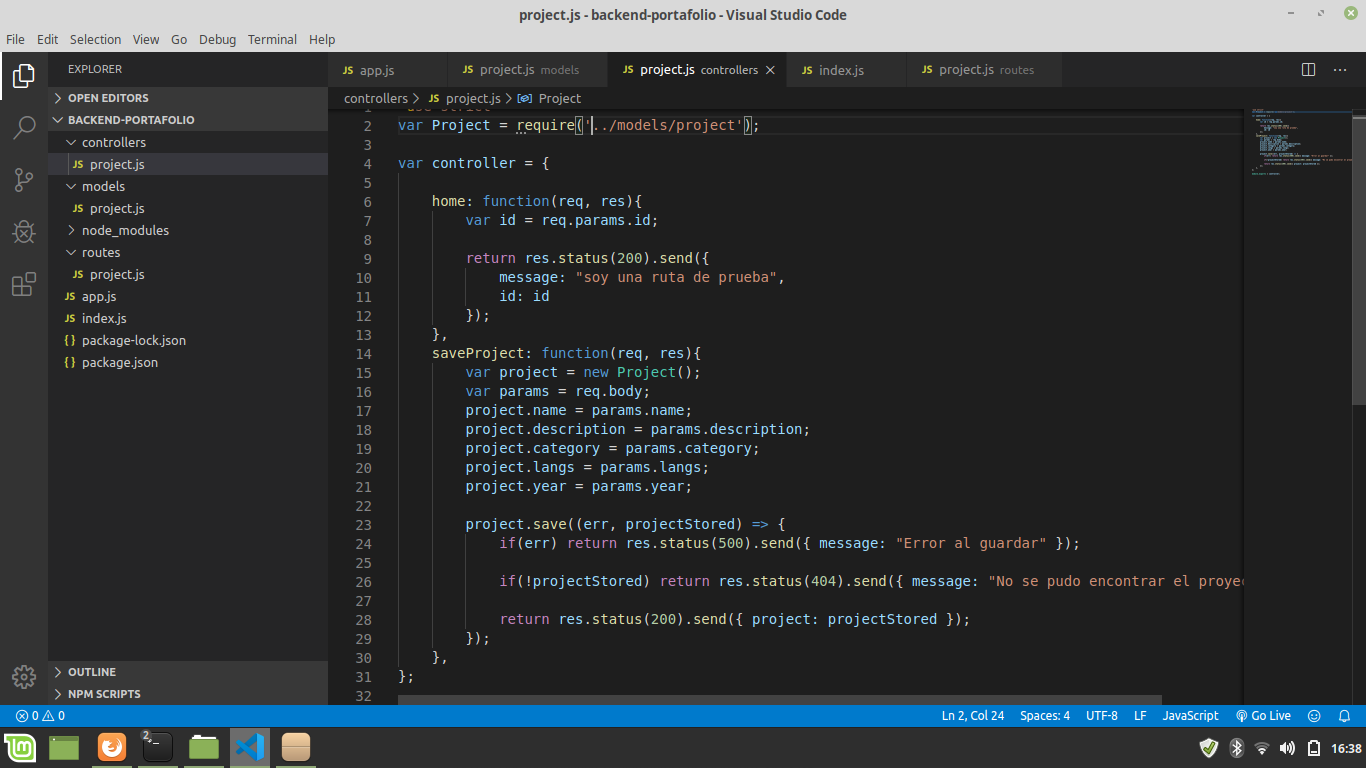 project.js - backend-portafolio - Visual Studio Code
File Edit Selection View Go Debug Terminal Help
EXPLORER
OPEN EDITORS
BACKEND-PORTAFOLIO
controllers
JS project.js
models
JS project.js
node_modules
routes
JS project.js
JS app.js
JS index.js
{} package-lock.json
{} package.json
OUTLINE
NPM SCRIPTS
JS app.js JS project.js models JS project.js controllers JS index.js JS project.js routes
controllers > JS project.js > Project
2 var Project = require('../models/project');
3
4 var controller = {
5
6 home: function(req, res){
7 var id = req.params.id;
8
9 return res.status(200).send({
10 message: "soy una ruta de prueba",
11 id: id
12 });
13 },
14 saveProject: function(req, res){
15 var project = new Project();
16 var params = req.body;
17 project.name = params.name;
18 project.description = params.description;
19 project.category = params.category;
20 project.langs = params.langs;
21 project.year = params.year;
22
23 project.save((err, projectStored) => {
24 if(err) return res.status(500).send({ message: "Error al guardar" });
25
26 if(!projectStored) return res.status(404).send({ message: "No se pudo encontrar el proye
27
28 return res.status(200).send({ project: projectStored });
29 });
30 },
31 };
32
0 0 Ln 2, Col 24 Spaces: 4 UTF-8 LF JavaScript Go Live
2 16:38